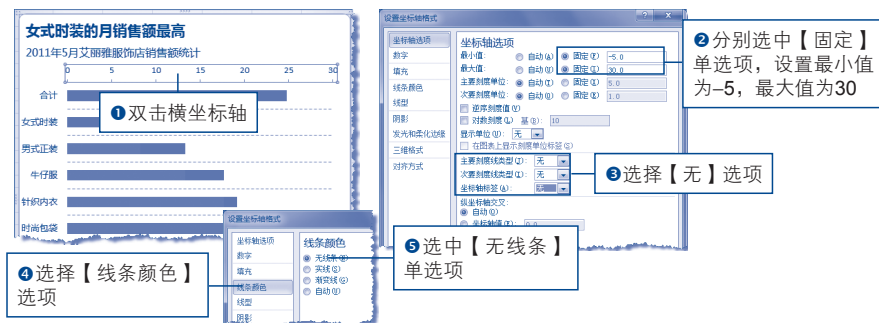 女式时装的月销售额最高
2011年5月艾丽雅服饰店销售额统计
0 5 10 15 20 25 30
合计
女式时装
男式正装
牛仔服
针织内衣
时尚包袋
❶双击横坐标轴
设置坐标轴格式
坐标轴选项
数字
填充
线条颜色
线型
阴影
发光和柔化边缘
三维格式
对齐方式
坐标轴选项
最小值: 自动(A) 固定(F) -5.0
最大值: 自动(U) 固定(I) 30.0
主要刻度单位: 自动(T) 固定(X) 5.0
次要刻度单位: 自动(O) 固定(E) 1.0
逆序刻度值(V)
对数刻度(L) 基(B): 10
显示单位(U): 无
在图表上显示刻度单位标签(S)
主要刻度线类型(J): 无
次要刻度线类型(I): 无
坐标轴标签(A): 无
纵坐标轴交叉:
自动(O)
坐标轴值(E): 0.0
❷分别选中【固定】
单选项，设置最小值
为–5，最大值为30
❸选择【无】选项
设置坐标轴格式
坐标轴选项
数字
填充
线条颜色
线型
阴影
线条颜色
无线条(N)
实线(S)
渐变线(G)
自动(U)
❹选择【线条颜色】
选项
❺选中【无线条】
单选项